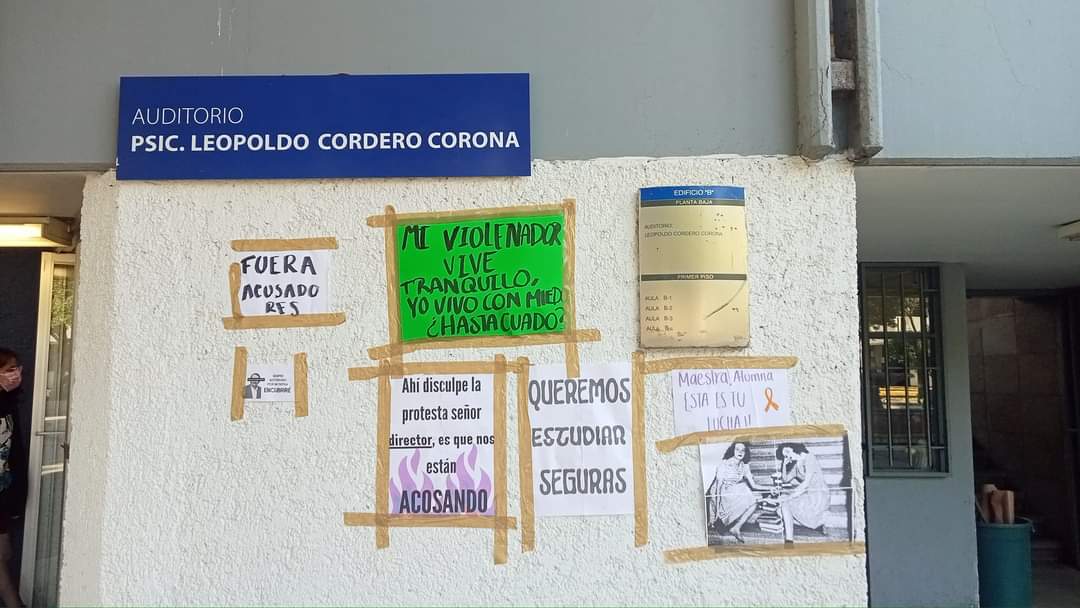 AUDITORIO
PSIC. LEOPOLDO CORDERO CORONA
EDIFICIO "B"
PLANTA BAJA
AUDITORIO:
LEOPOLDO CORDERO CORONA
PRIMER PISO
AULA B-1
AULA B-2
AULA B-3
AULA
FUERA
ACUSADO
RES
MI VIOLENADOR
VIVE
TRANQUILO,
YO VIVO CON MIEDO
¿HASTA CUADO?
ENCUBRIRÉ
Ahí disculpe la
protesta señor
director, es que nos
están
ACOSANDO
QUEREMOS
ESTUDIAR
SEGURAS
Maestra, Alumna
ESTA ES TU
LUCHA!!